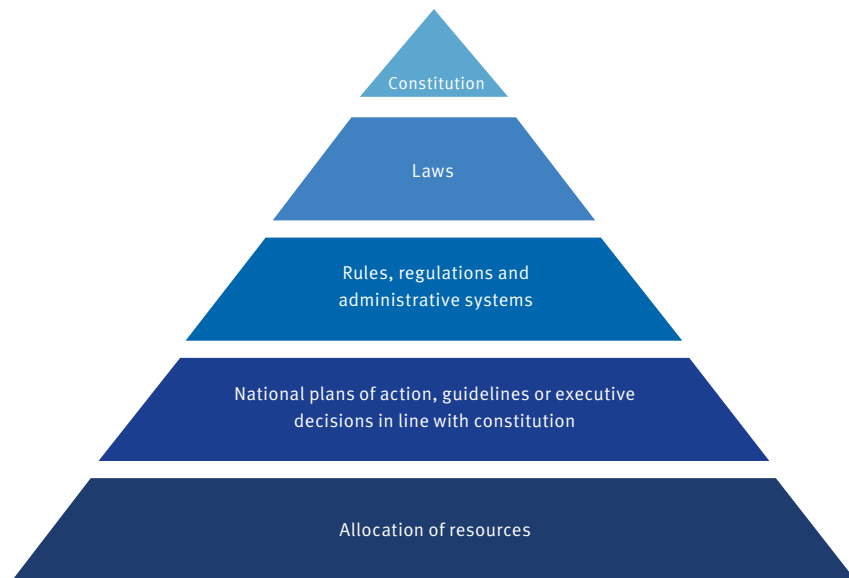 Constitution
Laws
Rules, regulations and
administrative systems
National plans of action, guidelines or executive
decisions in line with constitution
Allocation of resources